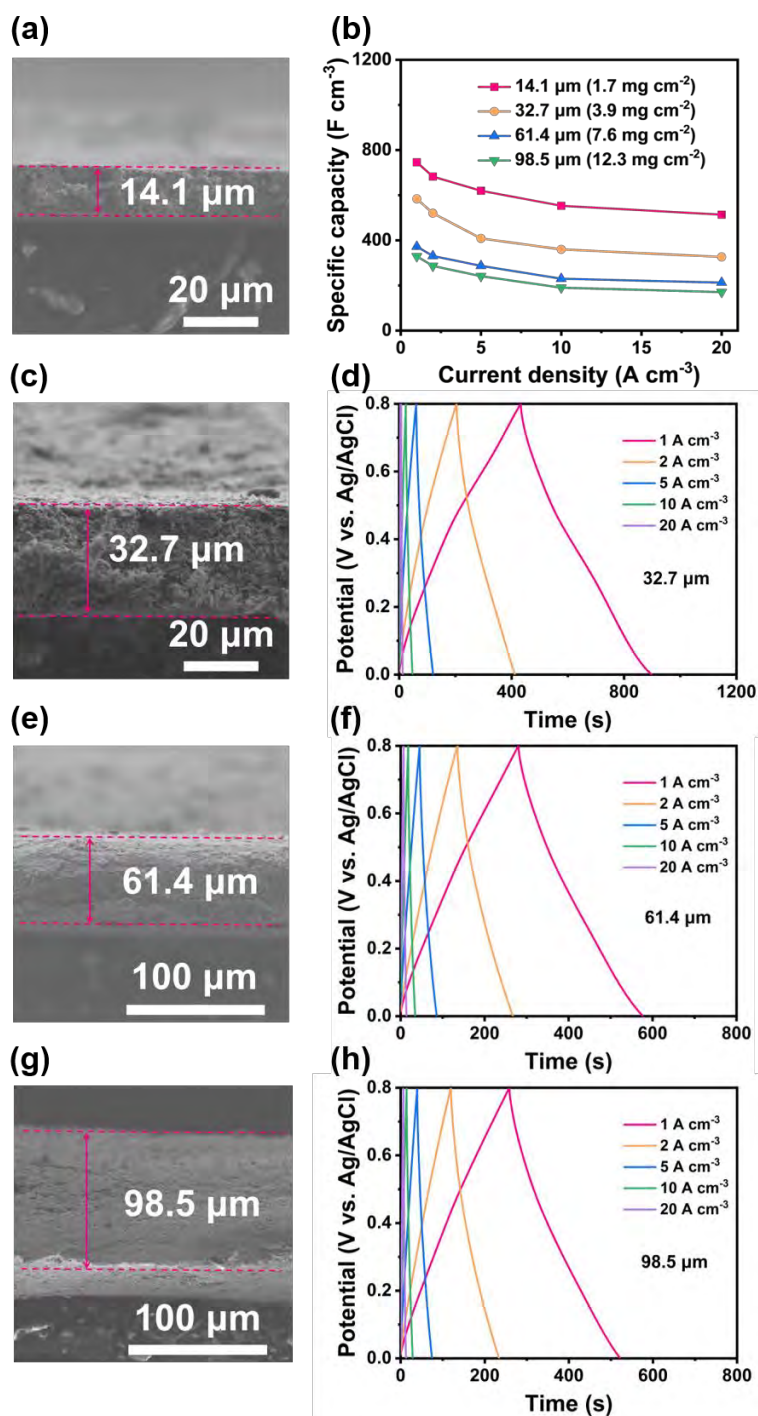 (a)
14.1 µm
20 µm
(b)
Specific capacity (F cm-3)
1200
800
400
0
14.1 µm (1.7 mg cm-2)
32.7 µm (3.9 mg cm-2)
61.4 µm (7.6 mg cm-2)
98.5 µm (12.3 mg cm-2)
0 5 10 15 20
Current density (A cm-3)
(c)
32.7 µm
20 µm
(d)
Potential (V vs. Ag/AgCl)
0.8
0.6
0.4
0.2
0.0
1 A cm-3
2 A cm-3
5 A cm-3
10 A cm-3
20 A cm-3
32.7 µm
0 400 800 1200
Time (s)
(e)
61.4 µm
100 µm
(f)
Potential (V vs. Ag/AgCl)
0.8
0.6
0.4
0.2
0.0
1 A cm-3
2 A cm-3
5 A cm-3
10 A cm-3
20 A cm-3
61.4 µm
0 200 400 600 800
Time (s)
(g)
98.5 µm
100 µm
(h)
Potential (V vs. Ag/AgCl)
0.8
0.6
0.4
0.2
0.0
1 A cm-3
2 A cm-3
5 A cm-3
10 A cm-3
20 A cm-3
98.5 µm
0 200 400 600 800
Time (s)